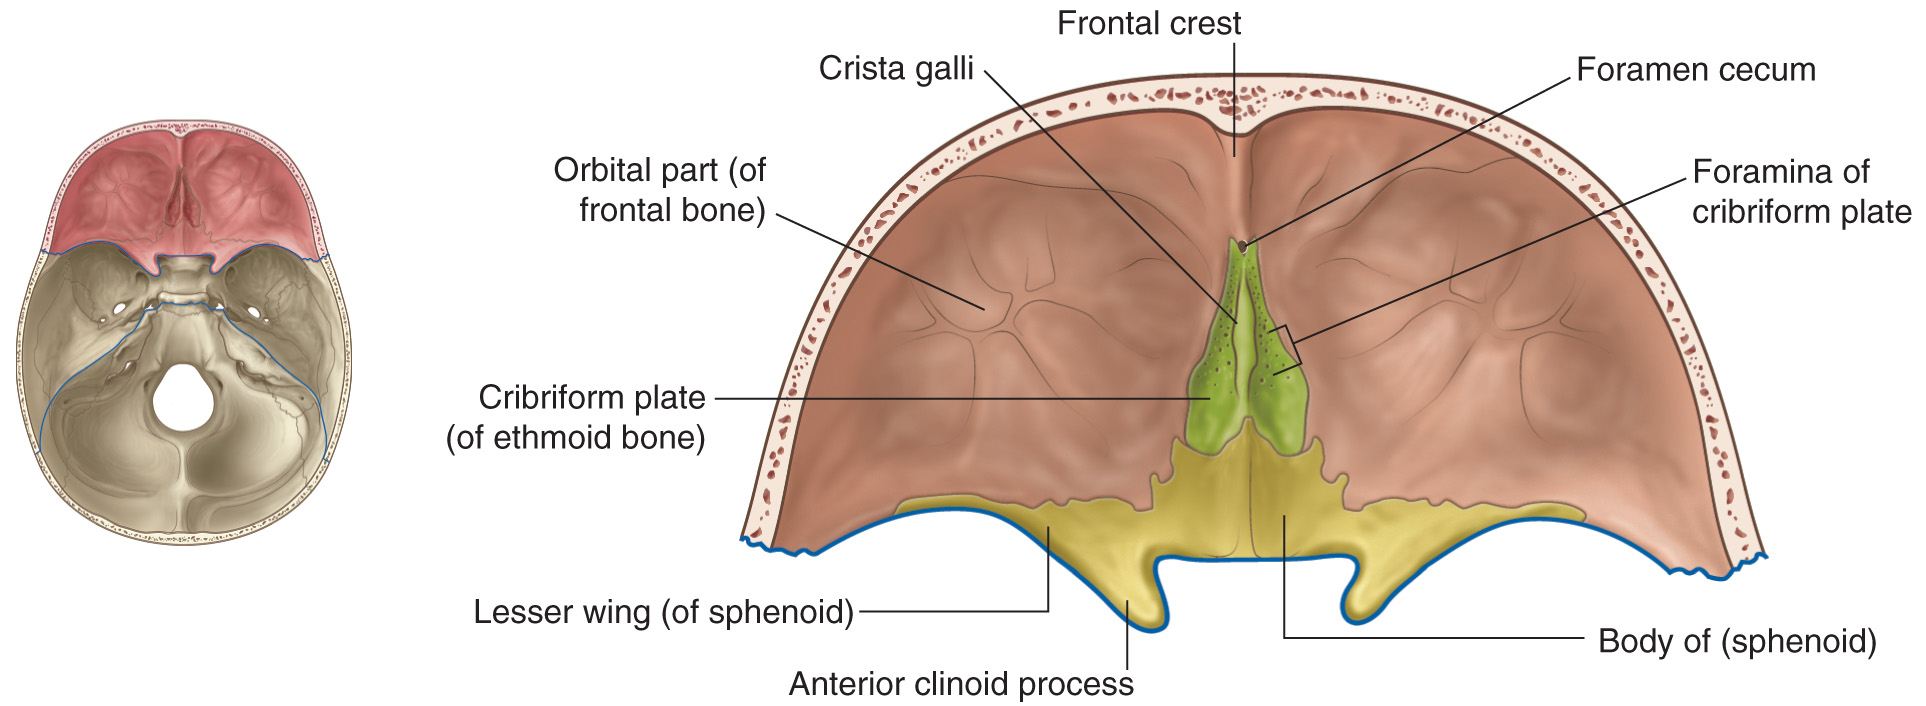 Frontal crest
Crista galli
Foramen cecum
Orbital part (of
frontal bone)
Foramina of
cribriform plate
Cribriform plate
(of ethmoid bone)
Lesser wing (of sphenoid)
Body of (sphenoid)
Anterior clinoid process